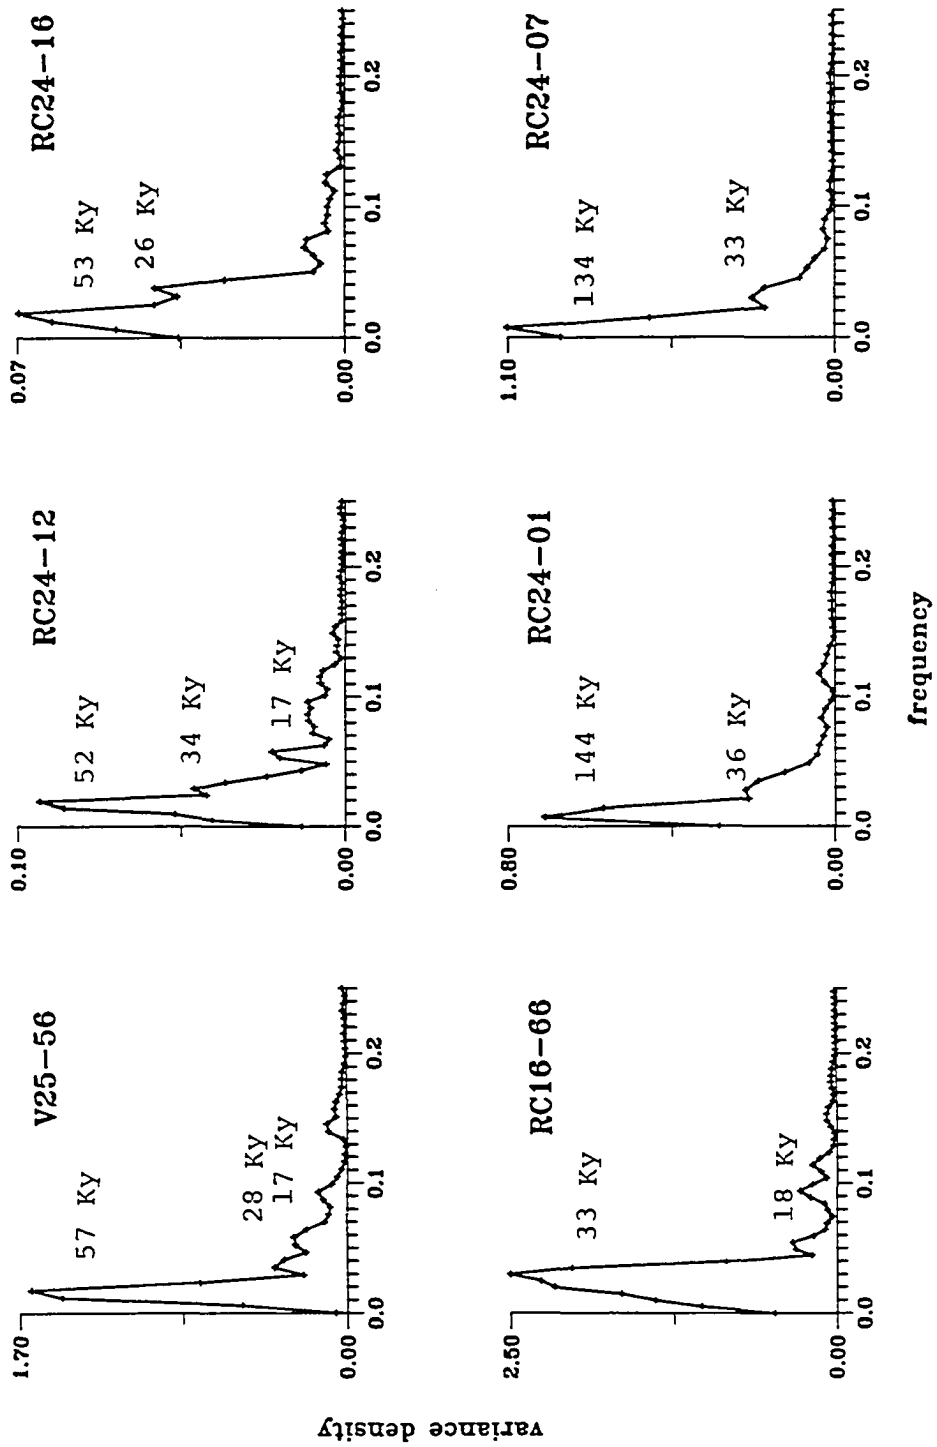 variance density
V25-56
57 Ky
28 Ky
17 Ky
1.70
0.00
0.0
0.1
0.2
RC24-12
52 Ky
34 Ky
17 Ky
0.10
0.00
0.0
0.1
0.2
RC24-16
53 Ky
26 Ky
0.07
0.00
0.0
0.1
0.2
RC16-66
33 Ky
18 Ky
2.50
0.00
0.0
0.1
0.2
RC24-01
144 Ky
36 Ky
0.80
0.00
0.0
0.1
0.2
RC24-07
134 Ky
33 Ky
1.10
0.00
0.0
0.1
0.2
frequency